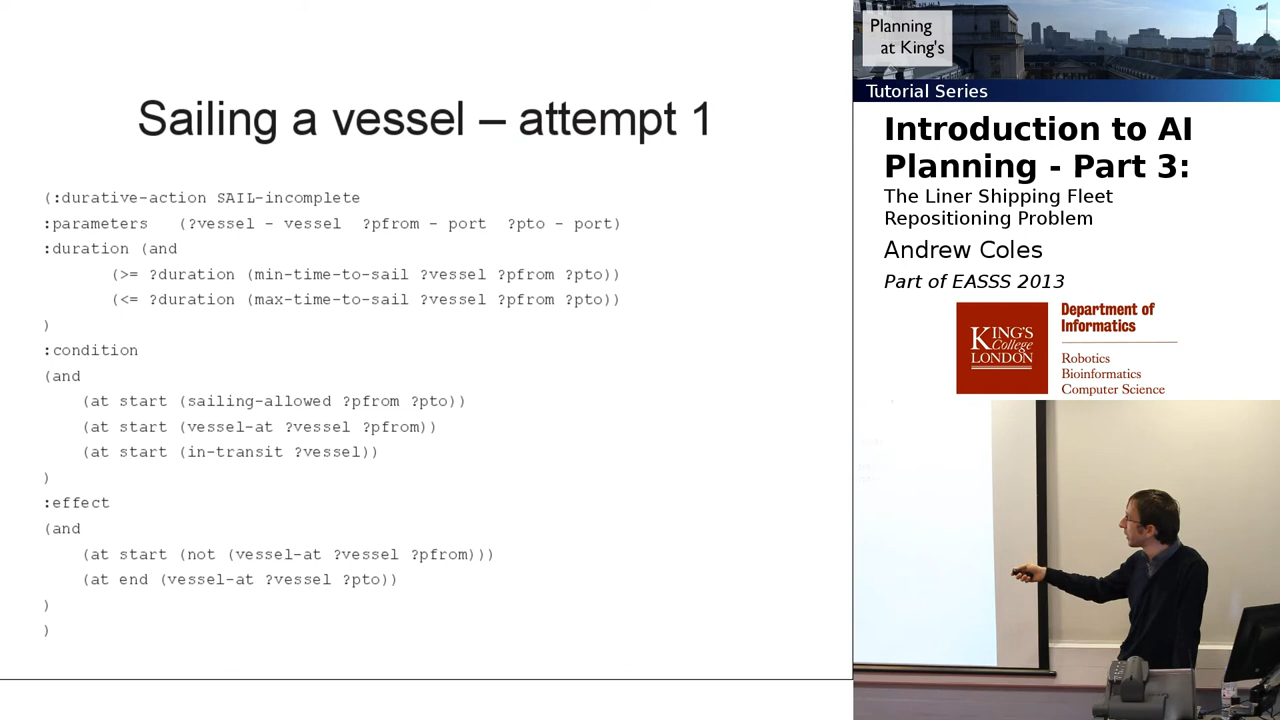 Sailing a vessel – attempt 1
(:durative-action SAIL-incomplete
:parameters (?vessel - vessel ?pfrom - port ?pto - port)
:duration (and
(>= ?duration (min-time-to-sail ?vessel ?pfrom ?pto))
(<= ?duration (max-time-to-sail ?vessel ?pfrom ?pto))
)
:condition
(and
(at start (sailing-allowed ?pfrom ?pto))
(at start (vessel-at ?vessel ?pfrom))
(at start (in-transit ?vessel))
)
:effect
(and
(at start (not (vessel-at ?vessel ?pfrom)))
(at end (vessel-at ?vessel ?pto))
)
)
Planning
at King's
Tutorial Series
Introduction to AI
Planning - Part 3:
The Liner Shipping Fleet
Repositioning Problem
Andrew Coles
Part of EASSS 2013
KING'S
College
LONDON
Department of
Informatics
Robotics
Bioinformatics
Computer Science